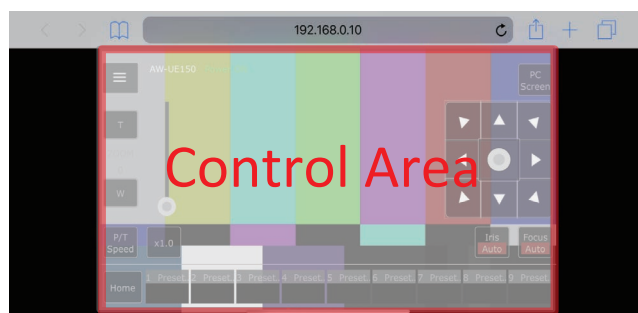 192.168.0.10
AW-UE150
PC
Screen
T
Control Area
W
P/T
Speed
x1.0
Iris
Auto
Focus
Auto
Home
1 Preset. 2 Preset. 3 Preset. 4 Preset. 5 Preset. 6 Preset. 7 Preset. 8 Preset. 9 Preset.